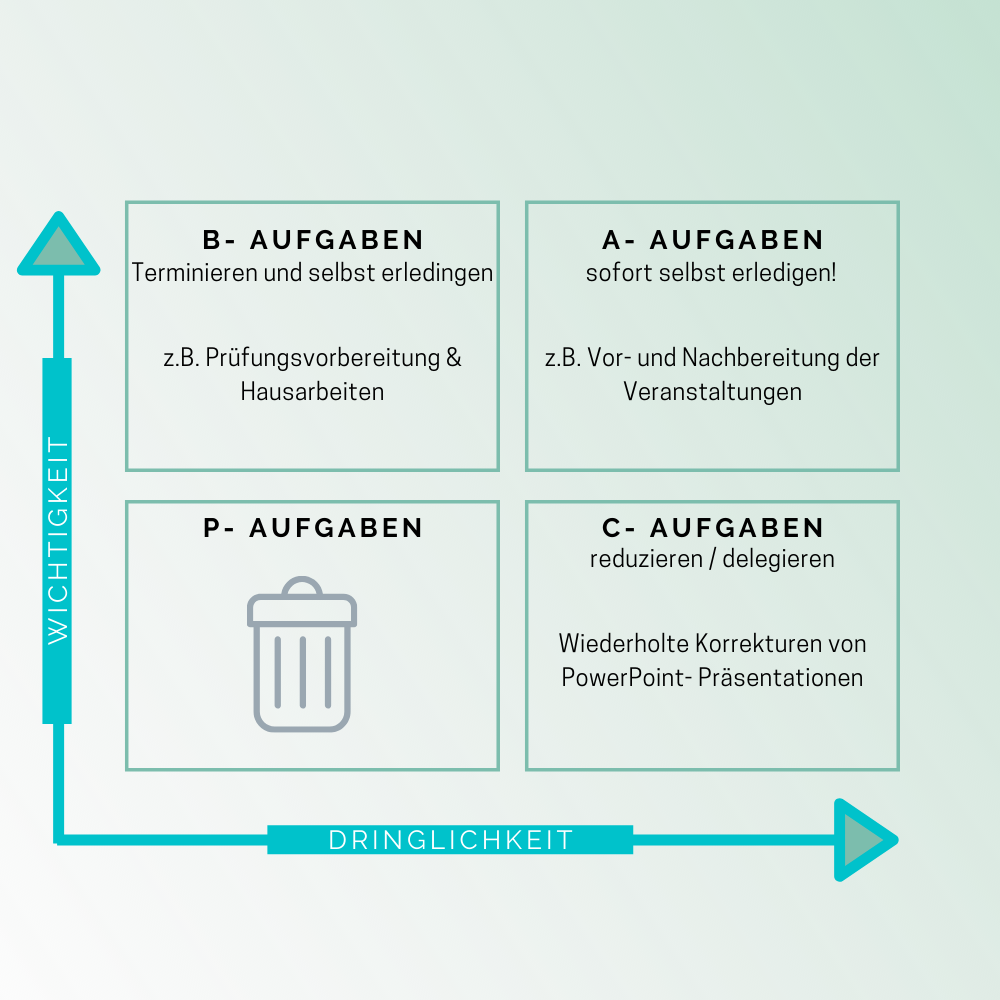 B- AUFGABEN
Terminieren und selbst erledingen
z.B. Prüfungsvorbereitung &
Hausarbeiten
A- AUFGABEN
sofort selbst erledigen!
z.B. Vor- und Nachbereitung der
Veranstaltungen
P- AUFGABEN
C- AUFGABEN
reduzieren / delegieren
Wiederholte Korrekturen von
PowerPoint- Präsentationen
WICHTIGKEIT
DRINGLICHKEIT